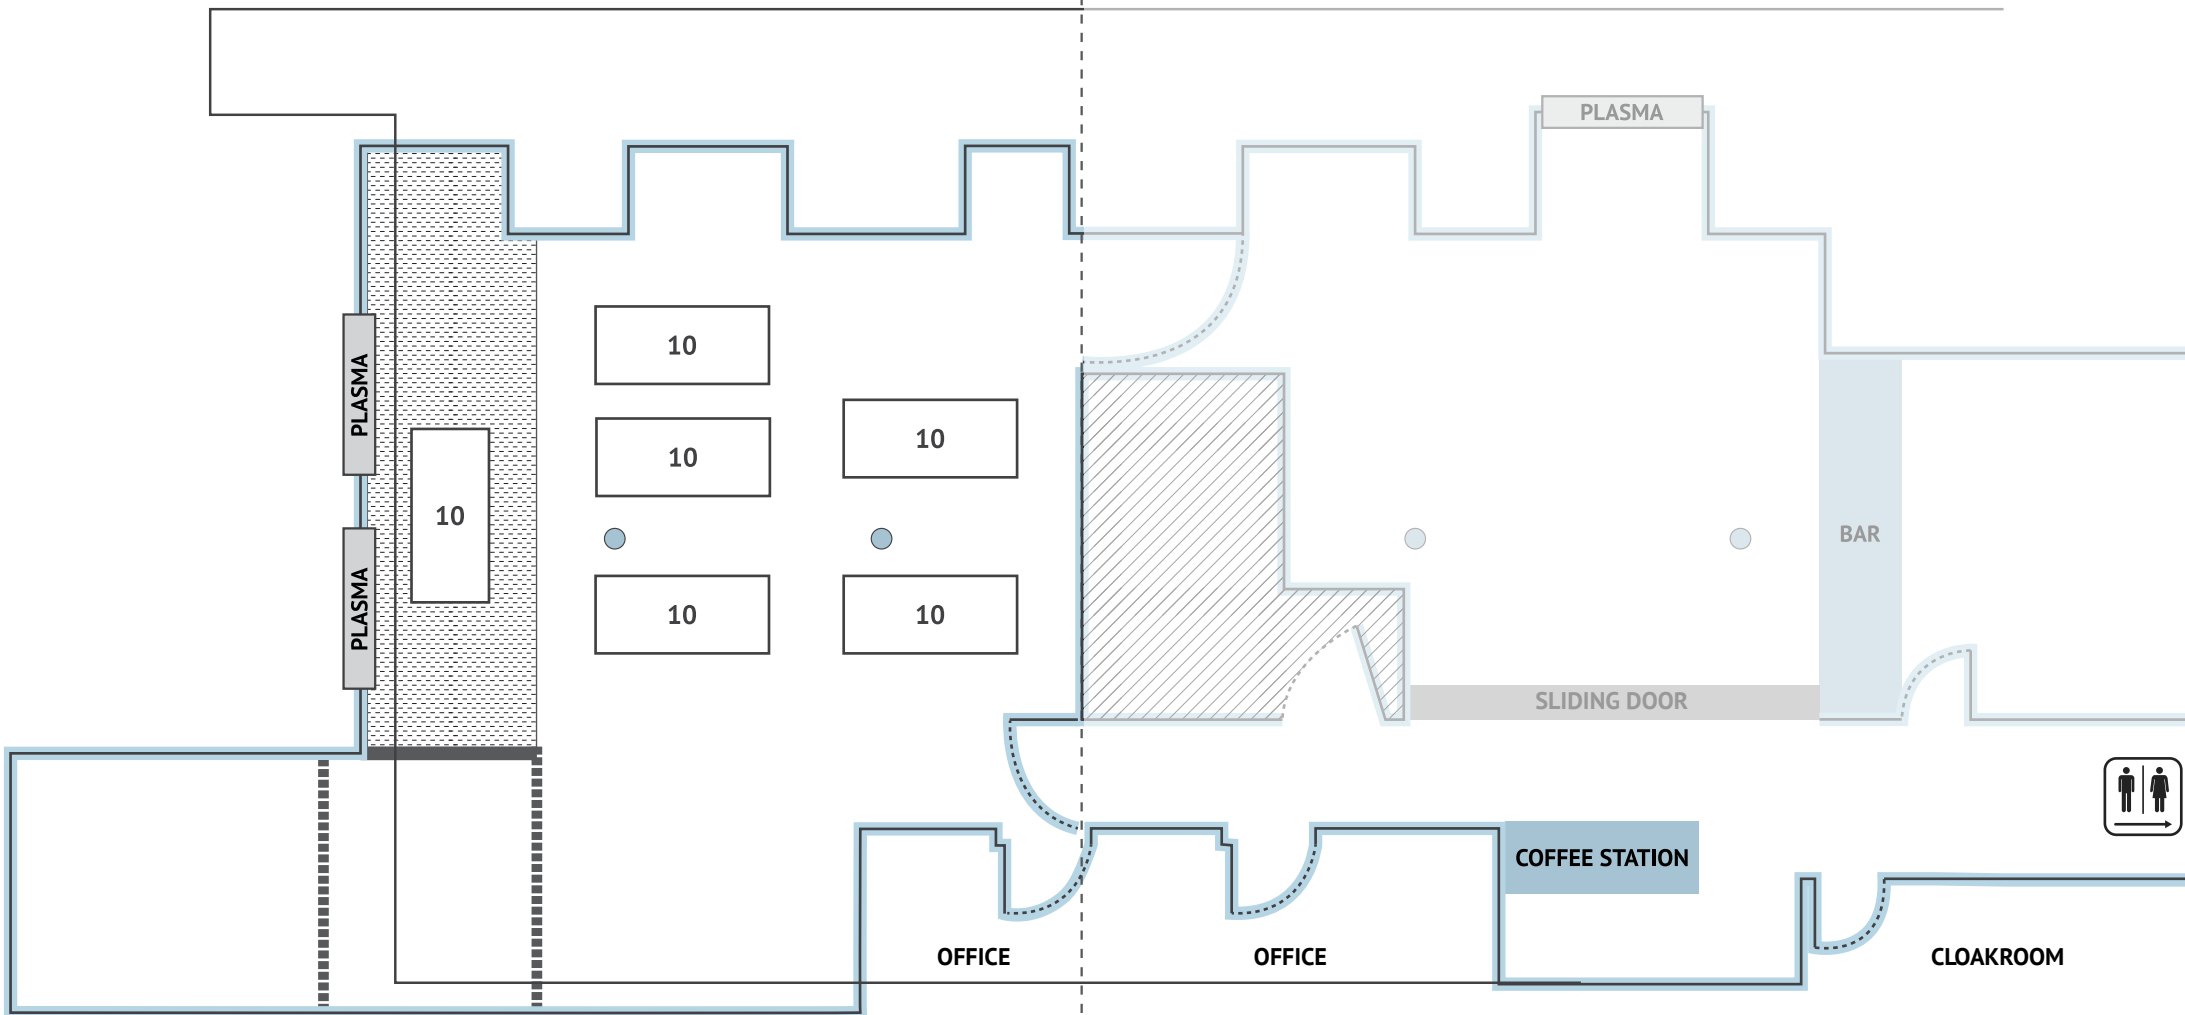 PLASMA
10
10
PLASMA
10
10
10
BAR
PLASMA
10
10
SLIDING DOOR
COFFEE STATION
OFFICE
OFFICE
CLOAKROOM